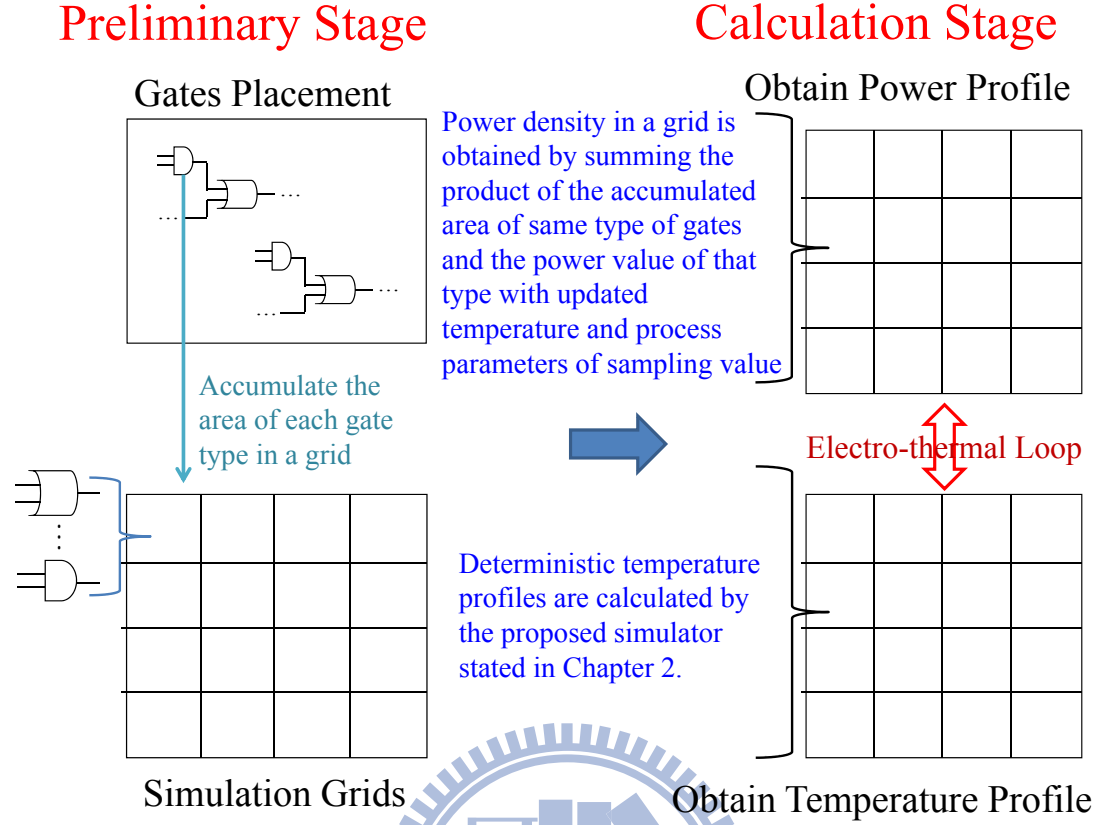 Preliminary Stage
Calculation Stage
Gates Placement
Obtain Power Profile
Power density in a grid is
obtained by summing the
product of the accumulated
area of same type of gates
and the power value of that
type with updated
temperature and process
parameters of sampling value
...
...
...
...
Accumulate the
area of each gate
type in a grid
Electro-thermal Loop
...
Deterministic temperature
profiles are calculated by
the proposed simulator
stated in Chapter 2.
Simulation Grids
Obtain Temperature Profile